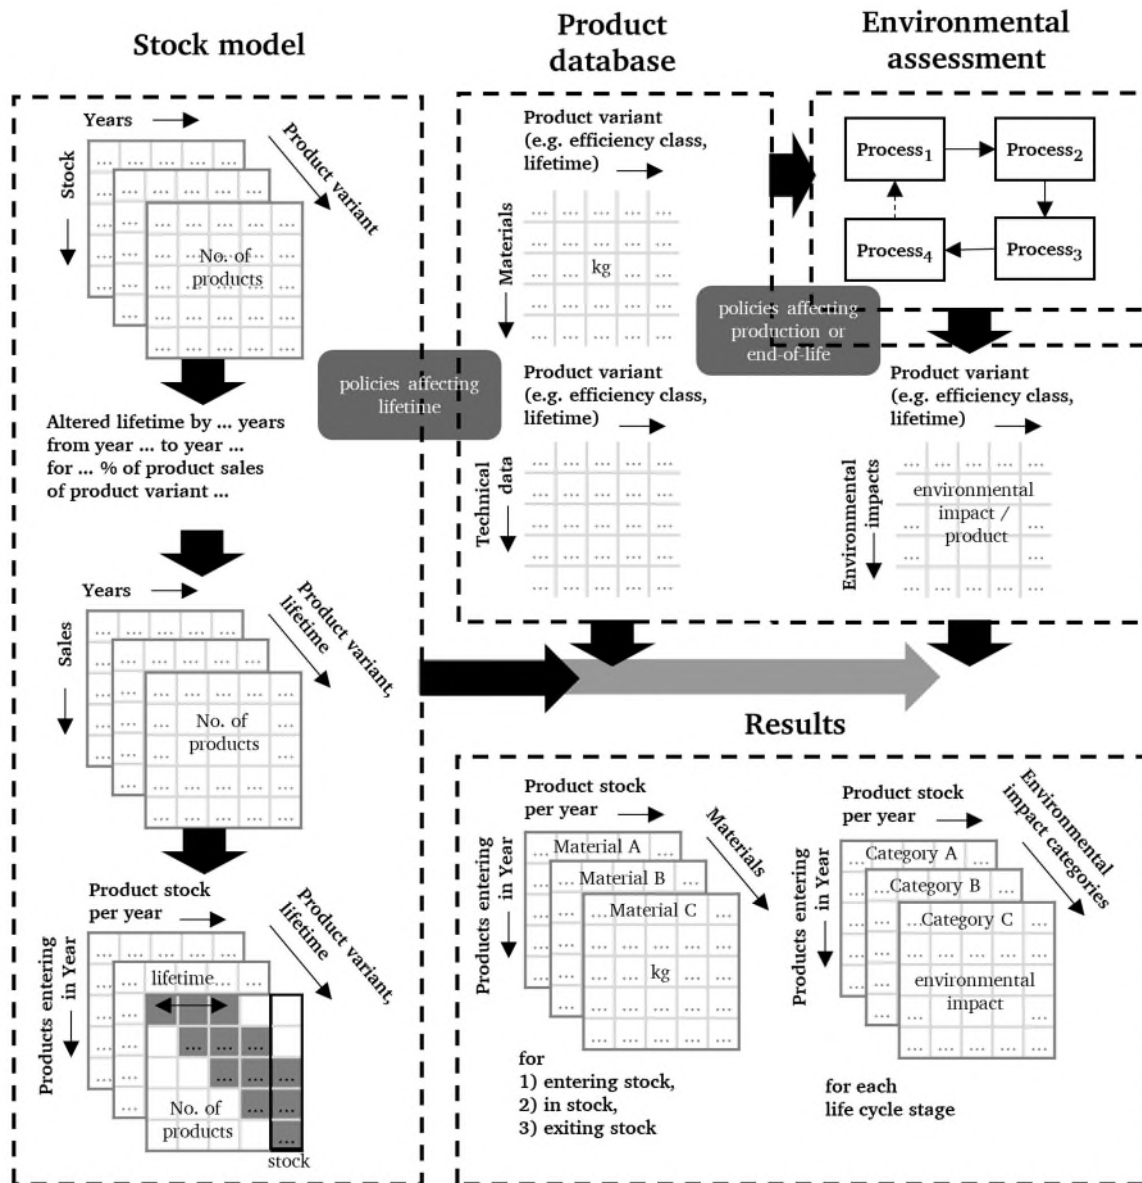 Stock model
Years
Product variant
Stock
... ... ... ... ...
No. of
products
Altered lifetime by ... years
from year ... to year ...
for ... % of product sales
of product variant ...
Years
Product variant,
lifetime
Sales
No. of
products
Product stock
per year
Product variant,
lifetime
Products entering
in Year
lifetime
No. of
products
stock
policies affecting
lifetime
Product
database
Product variant
(e.g. efficiency class,
lifetime)
Materials
... ... ... ... ...
... ... ... ... ...
... ... kg ... ...
... ... ... ... ...
... ... ... ... ...
policies affecting
production or
end-of-life
Product variant
(e.g. efficiency class,
lifetime)
Technical
data
... ... ... ... ...
... ... ... ... ...
... ... ... ... ...
... ... ... ... ...
... ... ... ... ...
Environmental
assessment
Process1
Process2
Process4
Process3
Product variant
(e.g. efficiency class,
lifetime)
Environmental
impacts
... ... ... ... ...
environmental
impact /
product
... ... ... ... ...
Results
Product stock
per year
Materials
Products entering
in Year
... Material A ...
... Material B ...
... Material C ...
kg
for
1) entering stock,
2) in stock,
3) exiting stock
Product stock
per year
Environmental
impact categories
Products entering
in Year
... Category A ...
... Category B ...
... Category C ...
environmental
impact
for each
life cycle stage